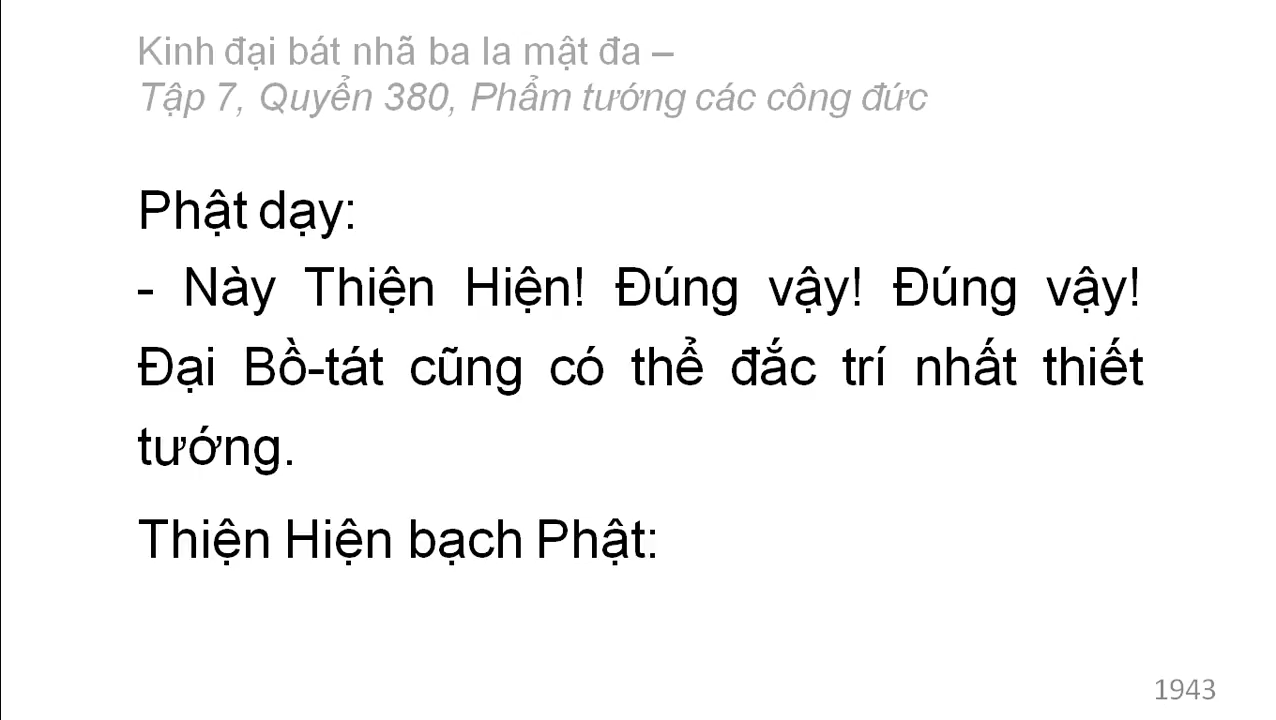 Kinh đại bát nhã ba la mật đa –
Tập 7, Quyển 380, Phẩm tướng các công đức
Phật dạy:
- Này Thiện Hiện! Đúng vậy! Đúng vậy!
Đại Bồ-tát cũng có thể đắc trí nhất thiết
tướng.
Thiện Hiện bạch Phật:
1943